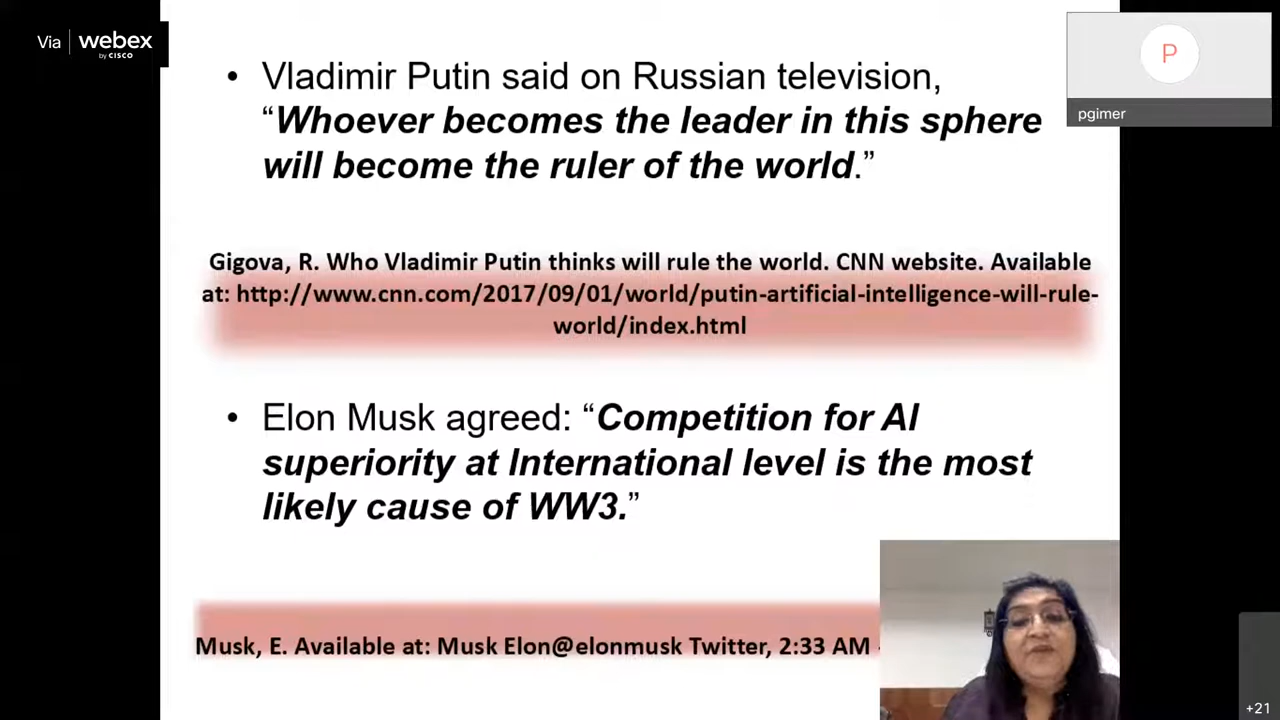 Via webex
by CISCO
P
pgimer
• Vladimir Putin said on Russian television,
“Whoever becomes the leader in this sphere
will become the ruler of the world.”
Gigova, R. Who Vladimir Putin thinks will rule the world. CNN website. Available
at: http://www.cnn.com/2017/09/01/world/putin-artificial-intelligence-will-rule-
world/index.html
• Elon Musk agreed: “Competition for AI
superiority at International level is the most
likely cause of WW3.”
Musk, E. Available at: Musk Elon@elonmusk Twitter, 2:33 AM -
+21